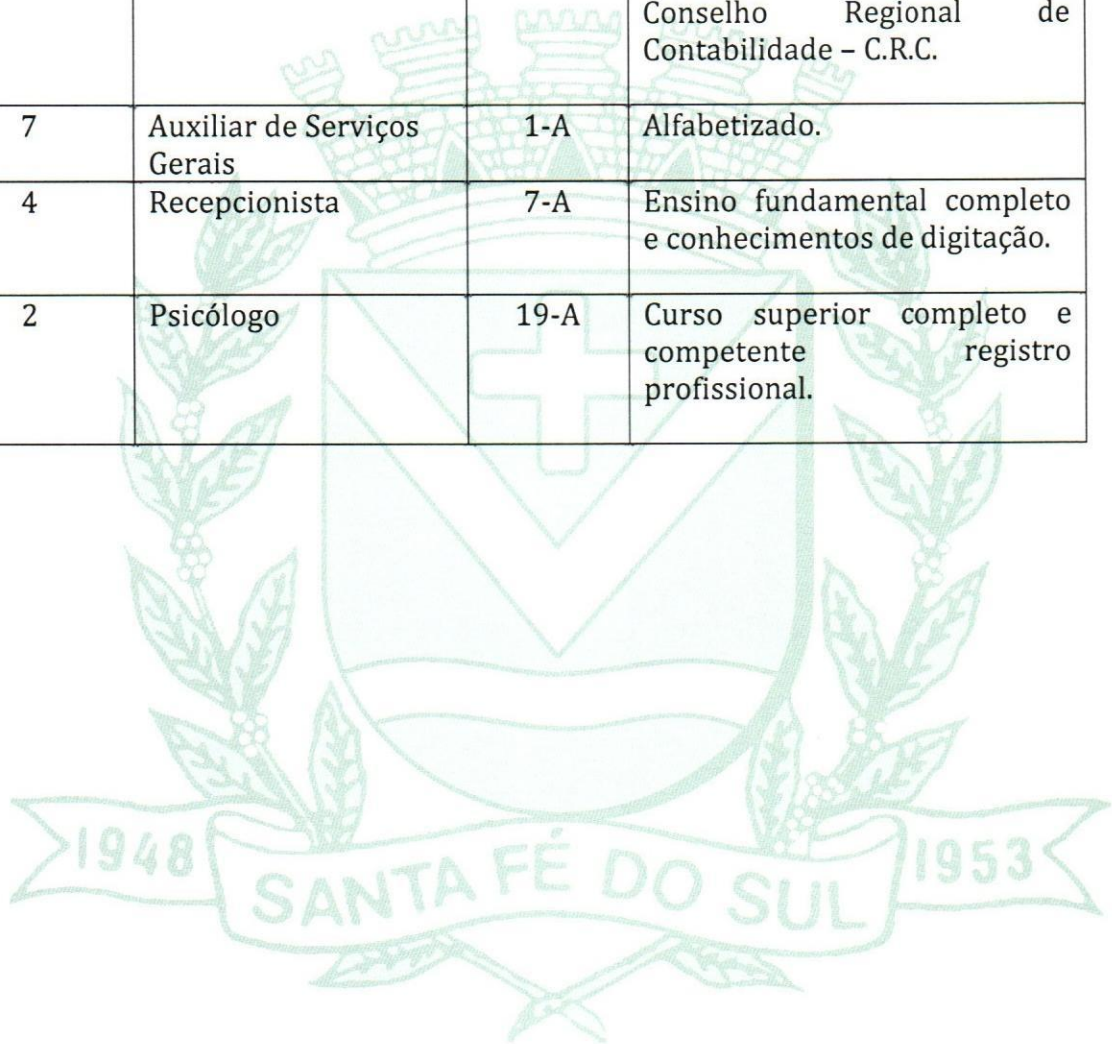 Conselho Regional de
Contabilidade – C.R.C.
7 Auxiliar de Serviços 1-A Alfabetizado.
Gerais
4 Recepcionista 7-A Ensino fundamental completo
e conhecimentos de digitação.
2 Psicólogo 19-A Curso superior completo e
competente registro
profissional.
1948 SANTA FÉ DO SUL 1953